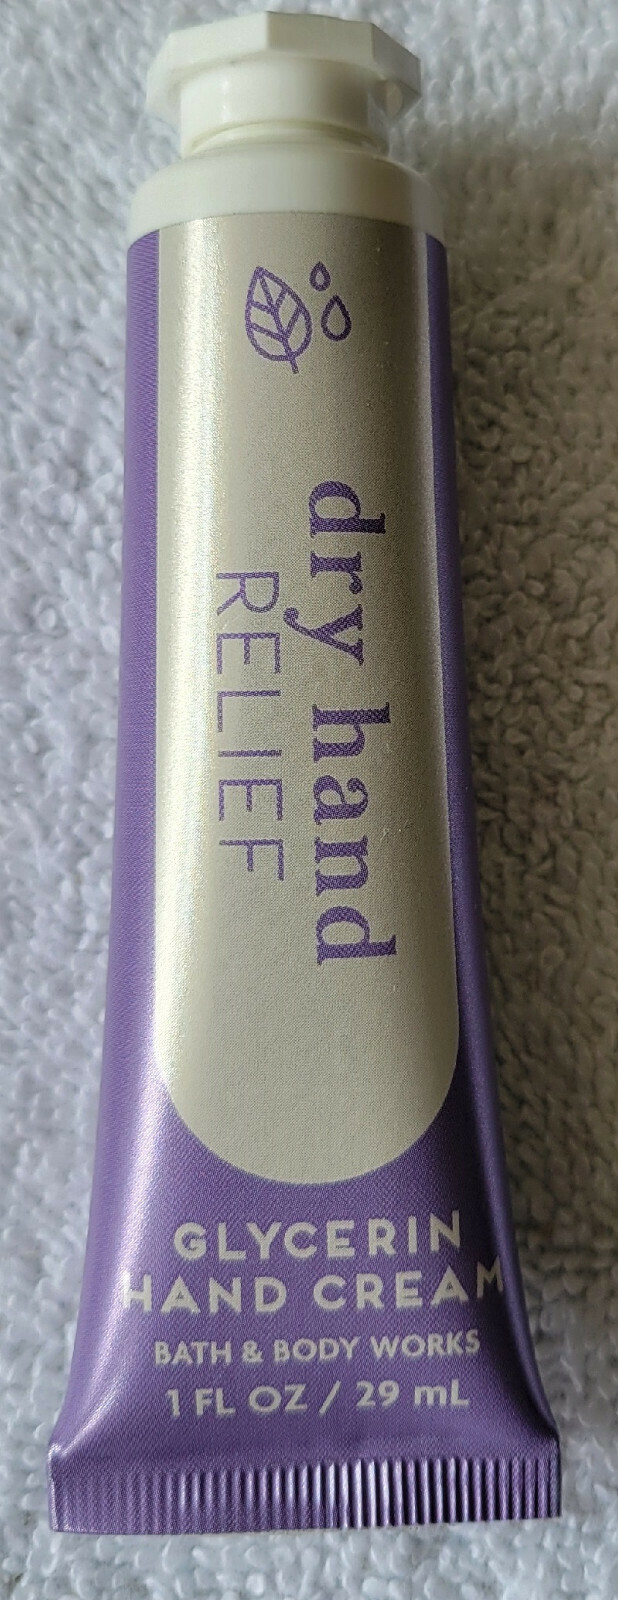 dry hand
RELIEF
GLYCERIN
HAND CREAM
BATH & BODY WORKS
1 FL OZ / 29 mL